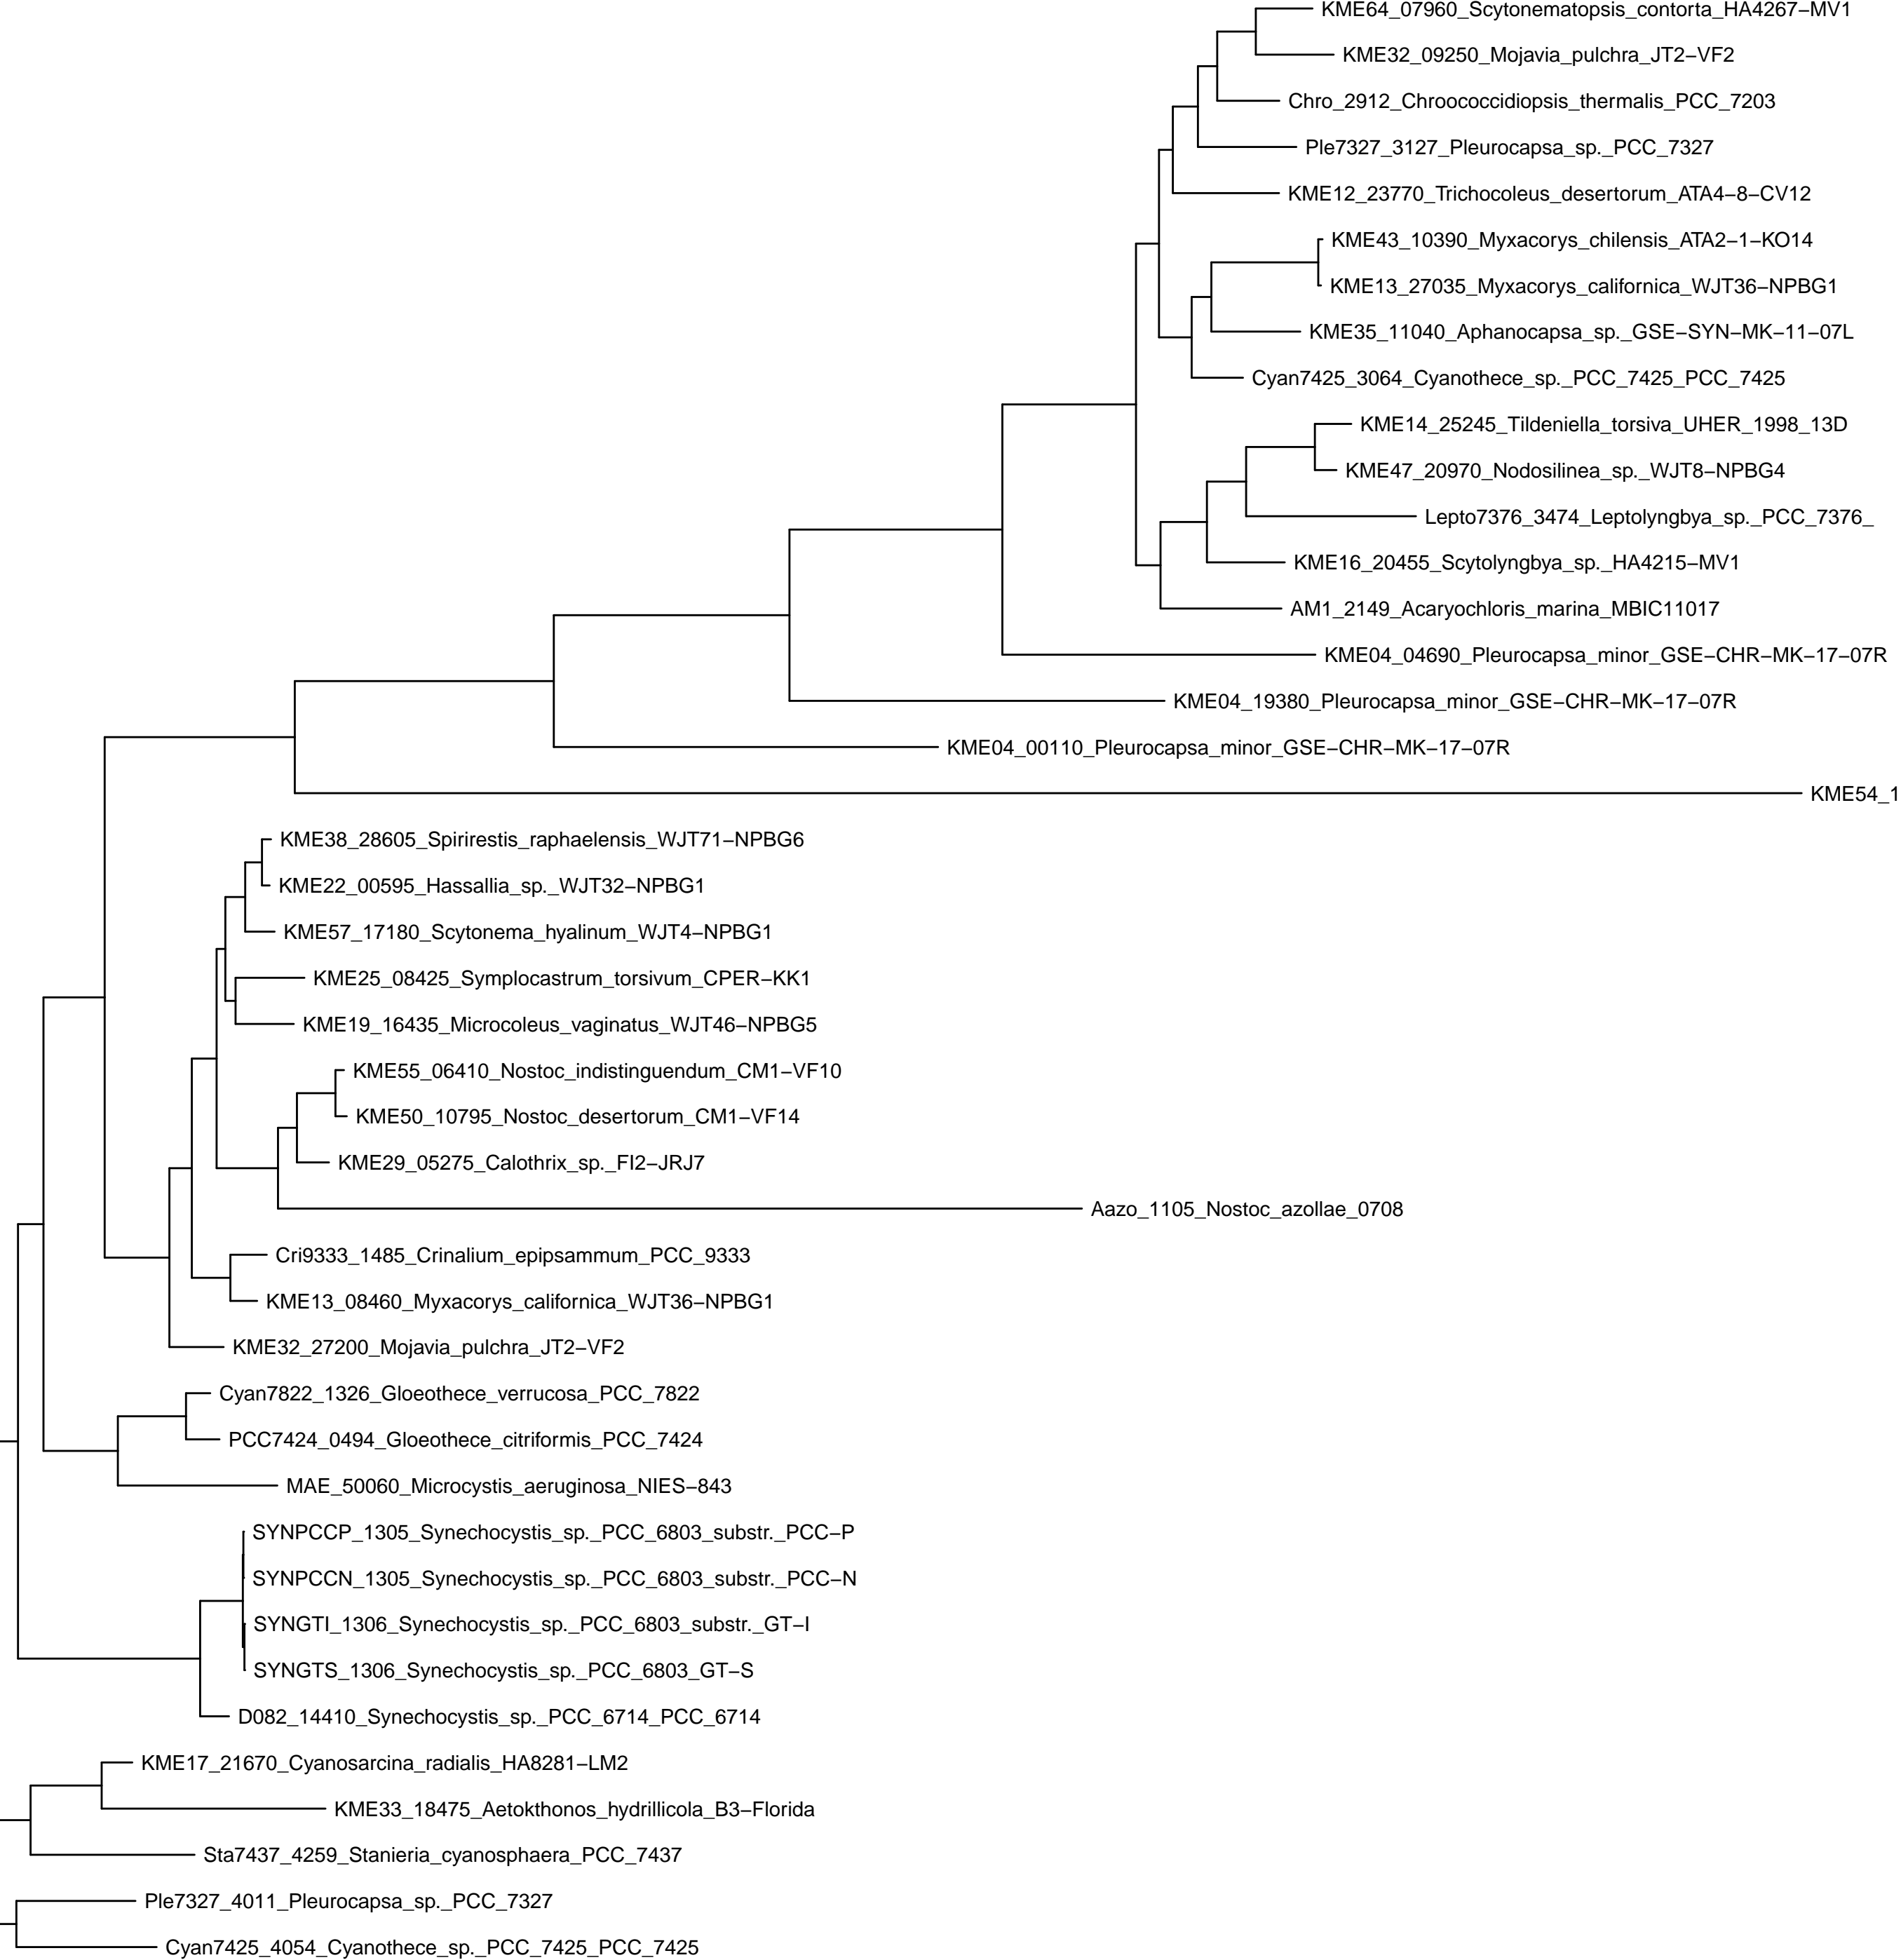 KME64_07960_Scytonematopsis_contorta_HA4267−MV1
KME32_09250_Mojavia_pulchra_JT2−VF2
Chro_2912_Chroococcidiopsis_thermalis_PCC_7203
Ple7327_3127_Pleurocapsa_sp._PCC_7327
KME12_23770_Trichocoleus_desertorum_ATA4−8−CV12
KME43_10390_Myxacorys_chilensis_ATA2−1−KO14
KME13_27035_Myxacorys_californica_WJT36−NPBG1
KME35_11040_Aphanocapsa_sp._GSE−SYN−MK−11−07L
Cyan7425_3064_Cyanothece_sp._PCC_7425_PCC_7425
KME14_25245_Tildeniella_torsiva_UHER_1998_13D
KME47_20970_Nodosilinea_sp._WJT8−NPBG4
Lepto7376_3474_Leptolyngbya_sp._PCC_7376_
KME16_20455_Scytolyngbya_sp._HA4215−MV1
AM1_2149_Acaryochloris_marina_MBIC11017
KME04_04690_Pleurocapsa_minor_GSE−CHR−MK−17−07R
KME04_19380_Pleurocapsa_minor_GSE−CHR−MK−17−07R
KME04_00110_Pleurocapsa_minor_GSE−CHR−MK−17−07R
KME54_1
KME38_28605_Spirirestis_raphaelensis_WJT71−NPBG6
KME22_00595_Hassallia_sp._WJT32−NPBG1
KME57_17180_Scytonema_hyalinum_WJT4−NPBG1
KME25_08425_Symplocastrum_torsivum_CPER−KK1
KME19_16435_Microcoleus_vaginatus_WJT46−NPBG5
KME55_06410_Nostoc_indistinguendum_CM1−VF10
KME50_10795_Nostoc_desertorum_CM1−VF14
KME29_05275_Calothrix_sp._FI2−JRJ7
Aazo_1105_Nostoc_azollae_0708
Cri9333_1485_Crinalium_epipsammum_PCC_9333
KME13_08460_Myxacorys_californica_WJT36−NPBG1
KME32_27200_Mojavia_pulchra_JT2−VF2
Cyan7822_1326_Gloeothece_verrucosa_PCC_7822
PCC7424_0494_Gloeothece_citriformis_PCC_7424
MAE_50060_Microcystis_aeruginosa_NIES−843
SYNPCCP_1305_Synechocystis_sp._PCC_6803_substr._PCC−P
SYNPCCN_1305_Synechocystis_sp._PCC_6803_substr._PCC−N
SYNGTI_1306_Synechocystis_sp._PCC_6803_substr._GT−I
SYNGTS_1306_Synechocystis_sp._PCC_6803_GT−S
D082_14410_Synechocystis_sp._PCC_6714_PCC_6714
KME17_21670_Cyanosarcina_radialis_HA8281−LM2
KME33_18475_Aetokthonos_hydrillicola_B3−Florida
Sta7437_4259_Stanieria_cyanosphaera_PCC_7437
Ple7327_4011_Pleurocapsa_sp._PCC_7327
Cyan7425_4054_Cyanothece_sp._PCC_7425_PCC_7425